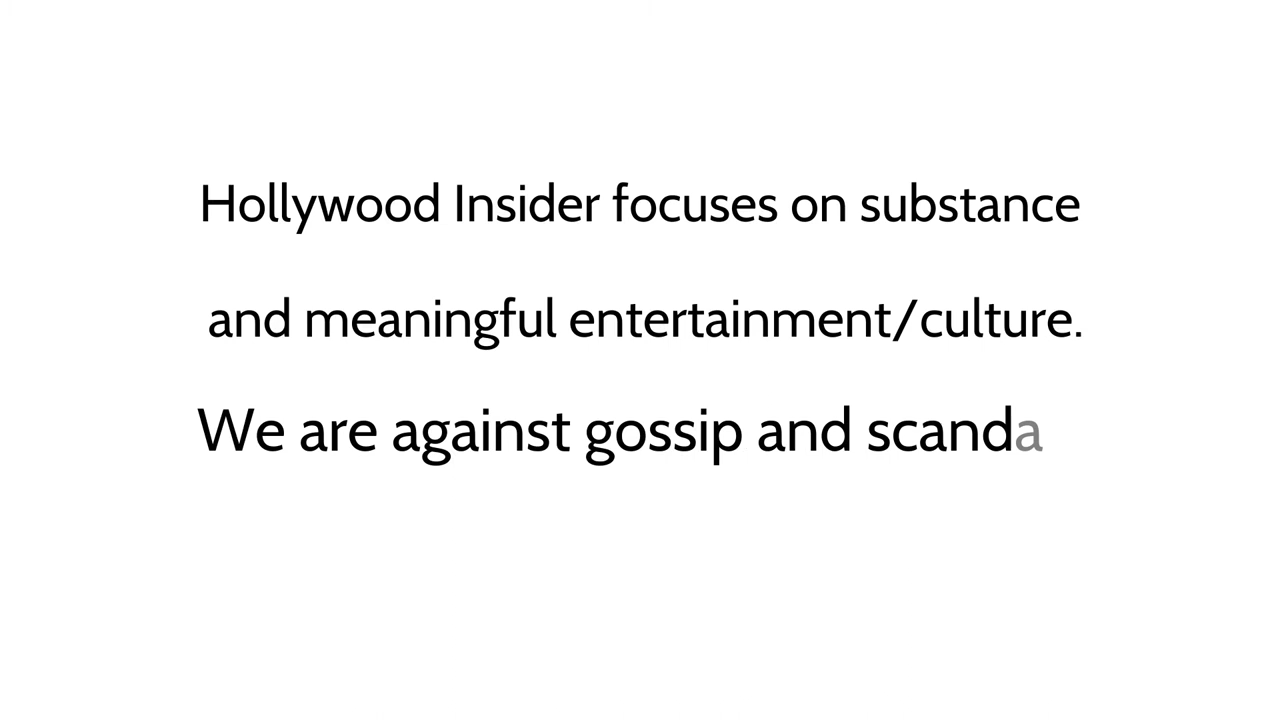 Hollywood Insider focuses on substance
and meaningful entertainment/culture.
We are against gossip and scanda